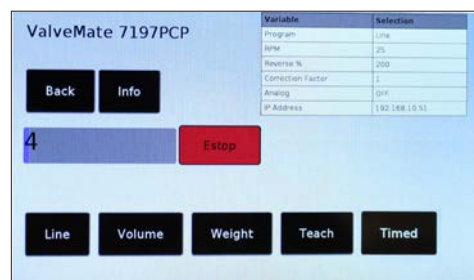 ValveMate 7197PCP
Variable Selection
Program Line
RPM 25
Reverse % 200
Correction Factor 1
Analog OFF
IP Address 192.168.10.51
Back Info
4
Estop
Line Volume Weight Teach Timed